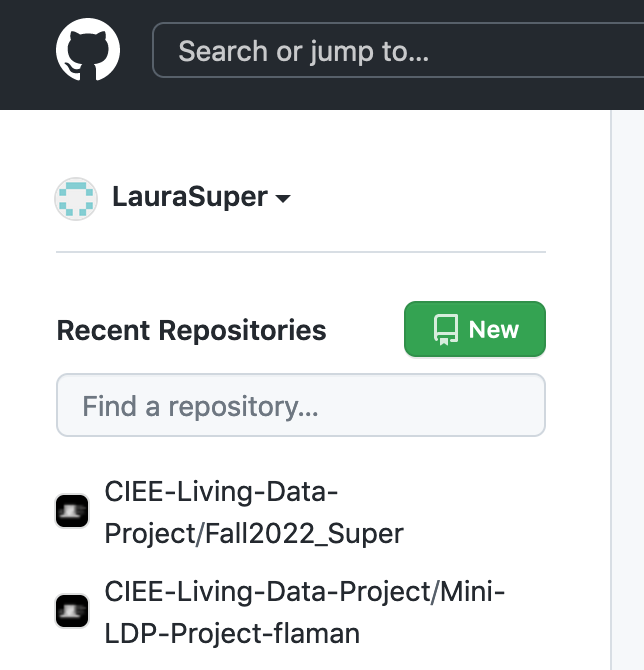 Search or jump to...
LauraSuper
Recent Repositories
New
Find a repository...
CIEE-Living-Data-
Project/Fall2022_Super
CIEE-Living-Data-Project/Mini-
LDP-Project-flaman